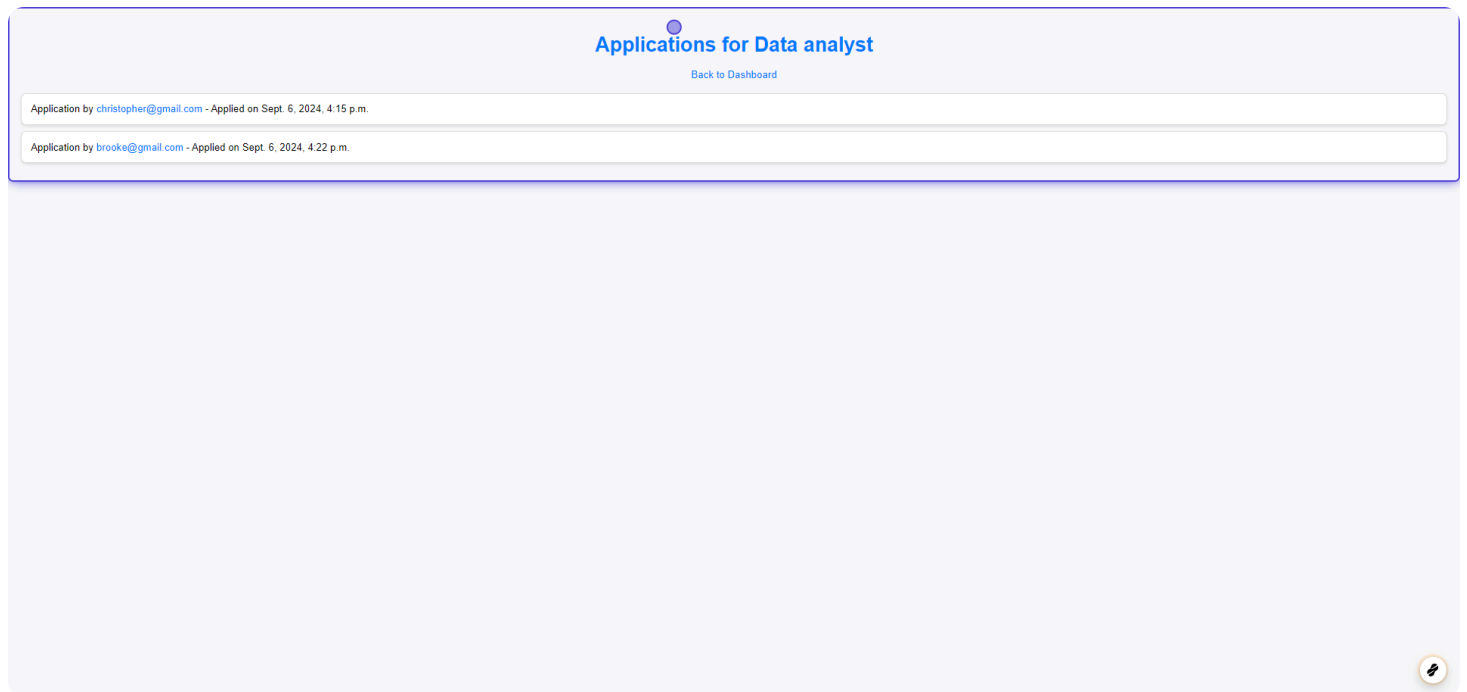 Applications for Data analyst
Back to Dashboard
Application by christopher@gmail.com - Applied on Sept. 6, 2024, 4:15 p.m.
Application by brooke@gmail.com - Applied on Sept. 6, 2024, 4:22 p.m.